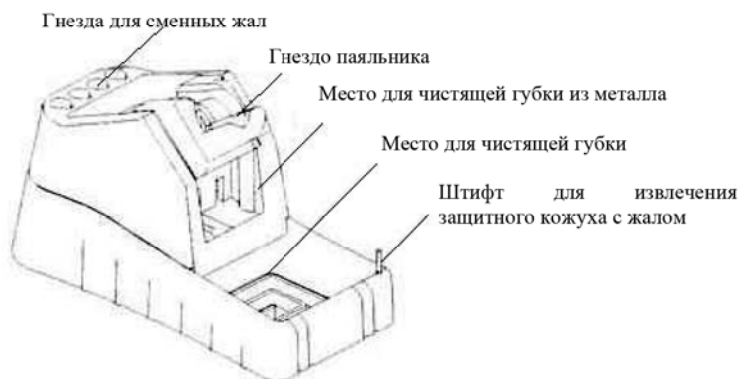 Гнезда для сменных жал
Гнездо паяльника
Место для чистящей губки из металла
Место для чистящей губки
Штифт для извлечения
защитного кожуха с жалом